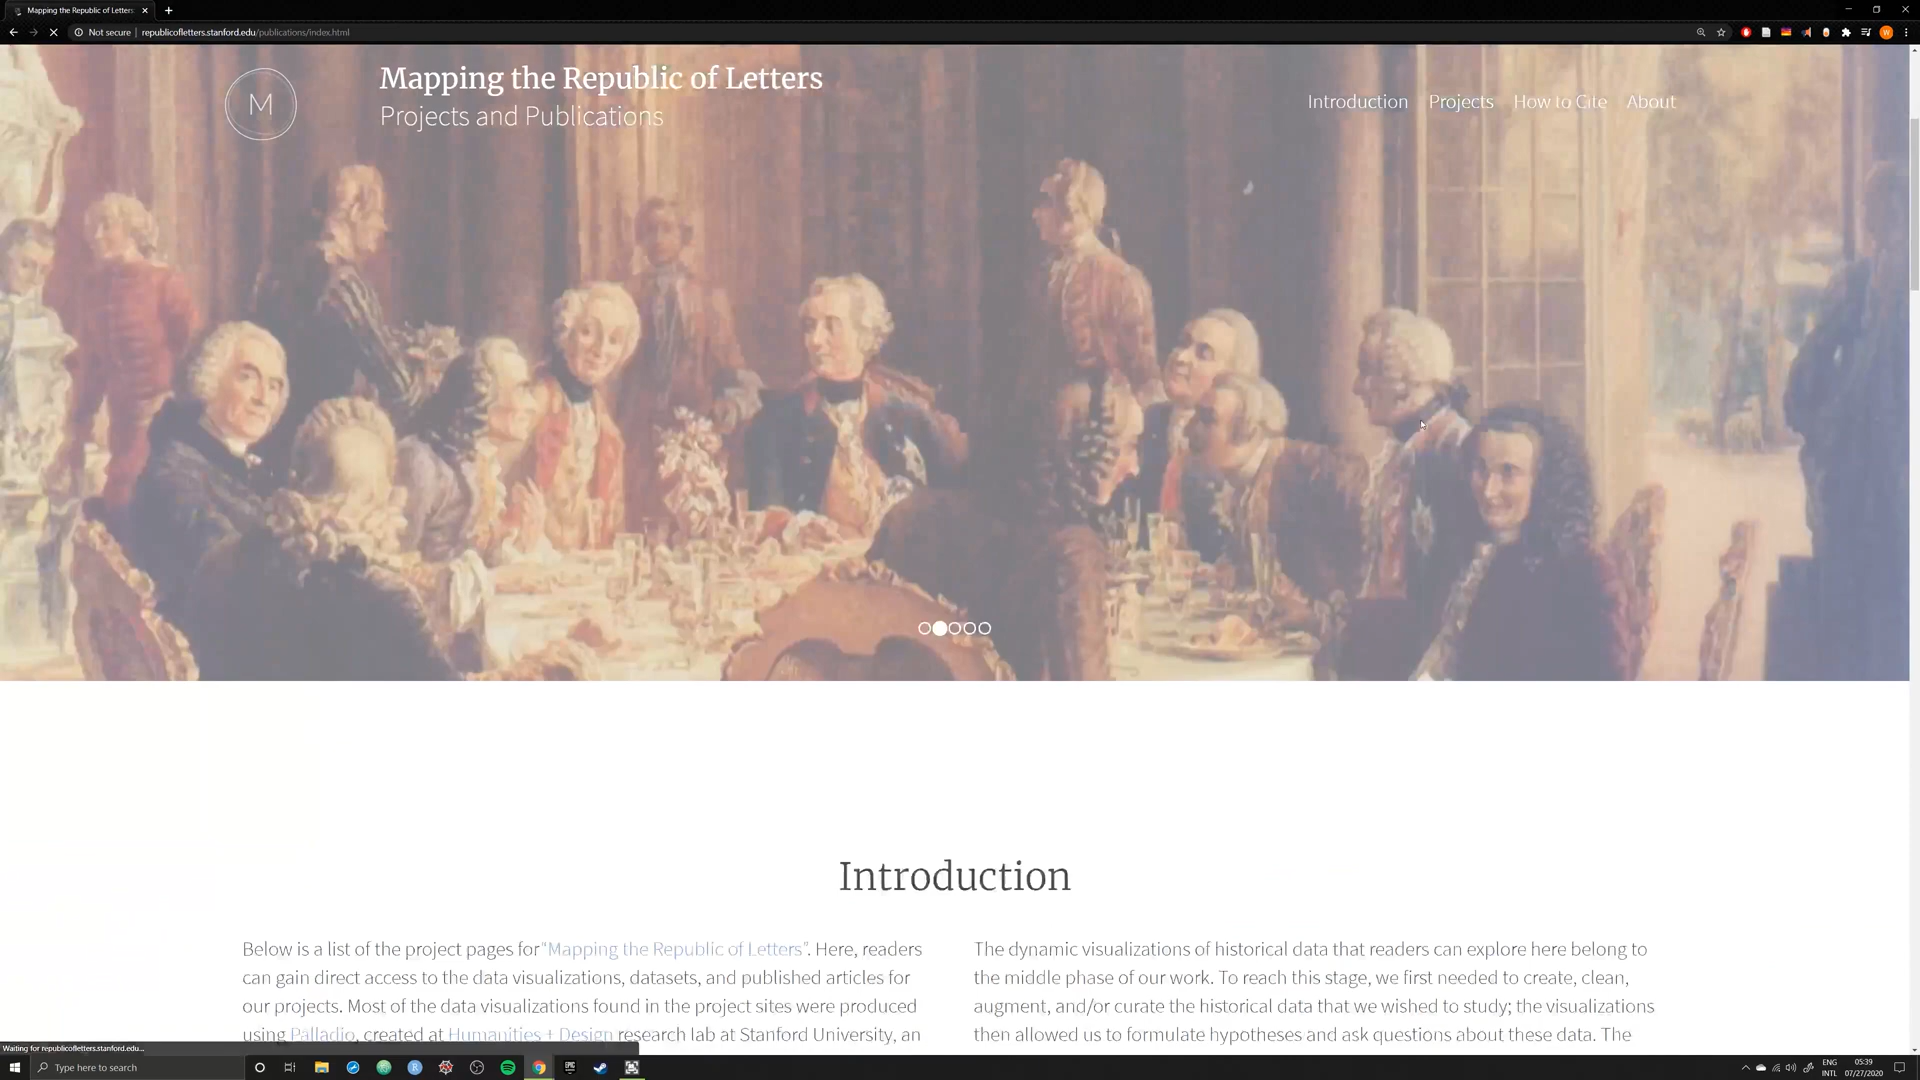 Mapping the Republic of Letters
Not secure | republicofletters.stanford.edu/publications/index.html
M
Mapping the Republic of Letters
Projects and Publications
Introduction Projects How to Cite About
Introduction
Below is a list of the project pages for “Mapping the Republic of Letters”. Here, readers
can gain direct access to the data visualizations, datasets, and published articles for
our projects. Most of the data visualizations found in the project sites were produced
using Palladio, created at Humanities + Design research lab at Stanford University, an
The dynamic visualizations of historical data that readers can explore here belong to
the middle phase of our work. To reach this stage, we first needed to create, clean,
augment, and/or curate the historical data that we wished to study; the visualizations
then allowed us to formulate hypotheses and ask questions about these data. The
Waiting for republicofletters.stanford.edu...
Type here to search
ENG
INTL
05:39
07/27/2020